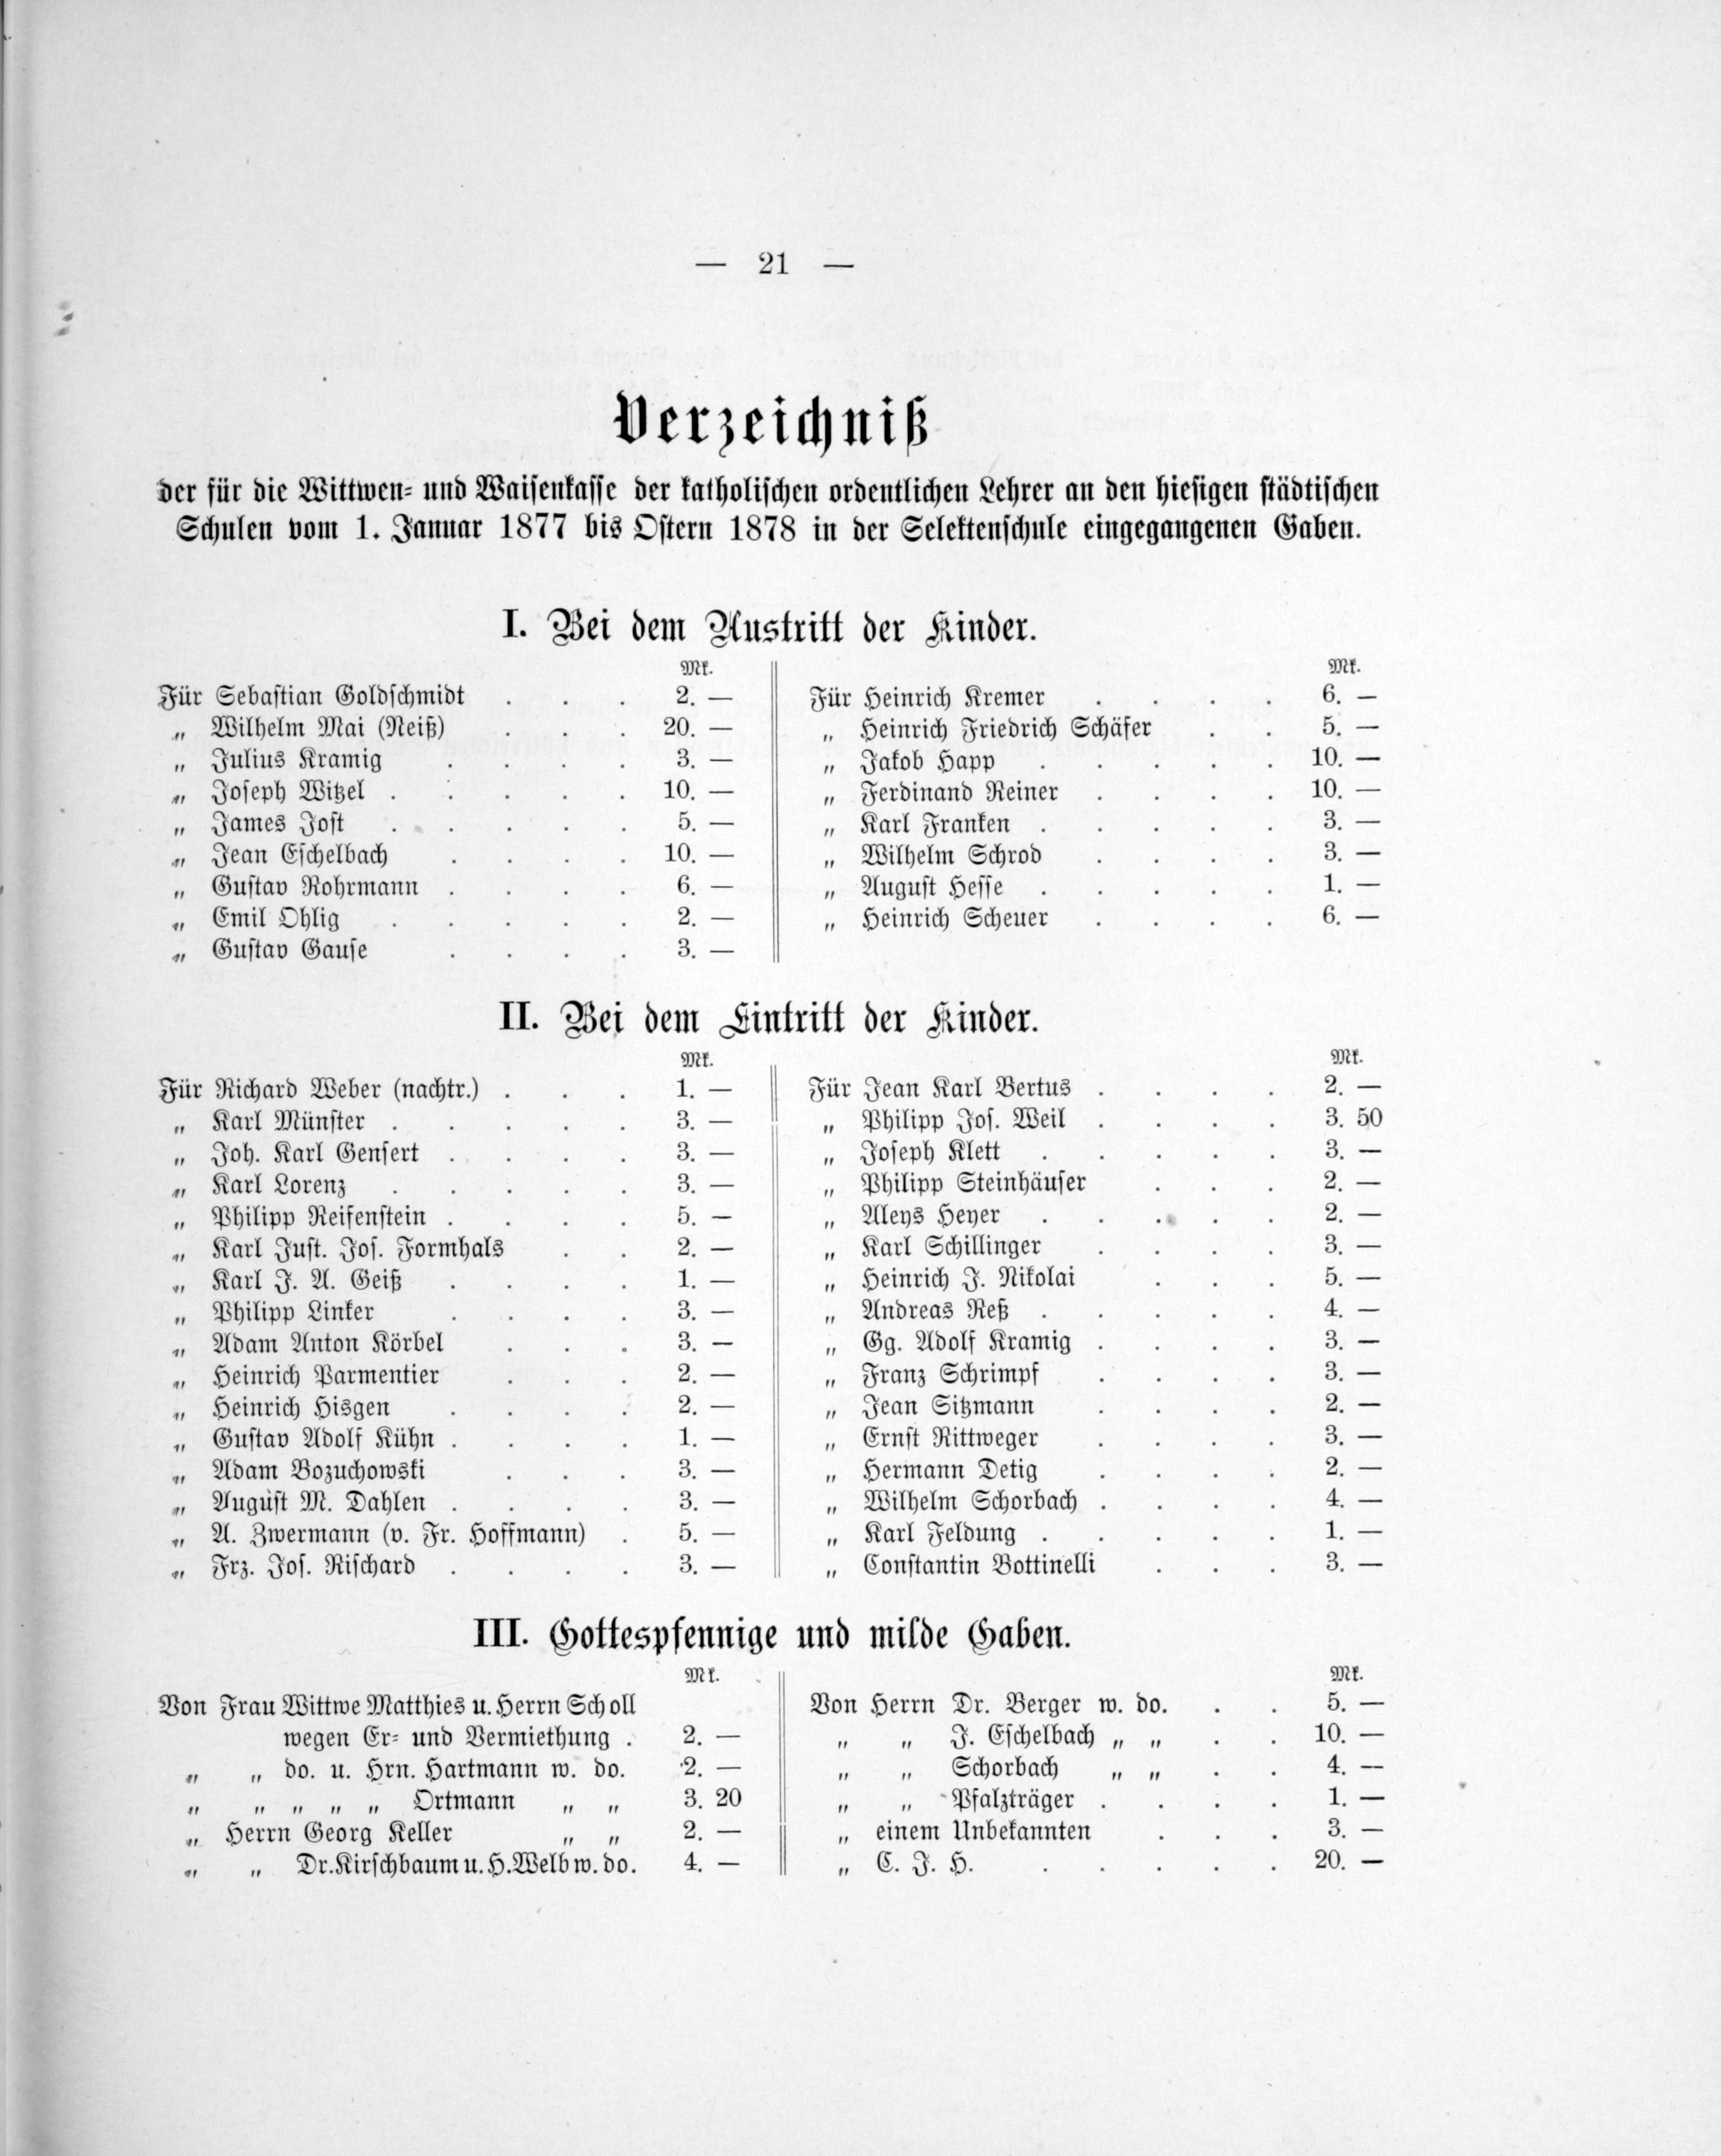 — 21 —
Verzeichniß
der für die Wittwen- und Waisenkasse der katholischen ordentlichen Lehrer an den hiesigen städtischen
Schulen vom 1. Januar 1877 bis Ostern 1878 in der Selektenschule eingegangenen Gaben.
I. Bei dem Austritt der Kinder.
Mk.
Für Sebastian Goldschmidt . . . 2. —
„ Wilhelm Mai (Neiß) . . . 20. —
„ Julius Kramig . . . . 3. —
„ Joseph Witzel . . . . . 10. —
„ James Jost . . . . . 5. —
„ Jean Eschelbach . . . . 10. —
„ Gustav Rohrmann . . . . 6. —
„ Emil Ohlig . . . . . 2. —
„ Gustav Gause . . . . 3. —
Mk.
Für Heinrich Kremer . . . . 6. —
„ Heinrich Friedrich Schäfer . . 5. —
„ Jakob Happ . . . . . 10. —
„ Ferdinand Reiner . . . . 10. —
„ Karl Franken . . . . . 3. —
„ Wilhelm Schrod . . . . 3. —
„ August Hesse . . . . . 1. —
„ Heinrich Scheuer . . . . 6. —
II. Bei dem Eintritt der Kinder.
Mk.
Für Richard Weber (nachtr.) . . . 1. —
„ Karl Münster . . . . . 3. —
„ Joh. Karl Gensert . . . . 3. —
„ Karl Lorenz . . . . . 3. —
„ Philipp Reifenstein . . . . 5. —
„ Karl Just. Jos. Formhals . . 2. —
„ Karl J. A. Geiß . . . . 1. —
„ Philipp Linker . . . . 3. —
„ Adam Anton Körbel . . . 3. —
„ Heinrich Parmentier . . . 2. —
„ Heinrich Hisgen . . . . 2. —
„ Gustav Adolf Kühn . . . . 1. —
„ Adam Bozuchowski . . . 3. —
„ August M. Dahlen . . . . 3. —
„ A. Zwermann (v. Fr. Hoffmann) . 5. —
„ Frz. Jos. Rischard . . . . 3. —
Mk.
Für Jean Karl Bertus . . . . 2. —
„ Philipp Jos. Weil . . . . 3. 50
„ Joseph Klett . . . . . 3. —
„ Philipp Steinhäuser . . . 2. —
„ Aleys Heyer . . . . . 2. —
„ Karl Schillinger . . . . 3. —
„ Heinrich J. Nikolai . . . 5. —
„ Andreas Reß . . . . . 4. —
„ Gg. Adolf Kramig . . . . 3. —
„ Franz Schrimpf . . . . 3. —
„ Jean Sitzmann . . . . 2. —
„ Ernst Rittweger . . . . 3. —
„ Hermann Detig . . . . 2. —
„ Wilhelm Schorbach . . . . 4. —
„ Karl Feldung . . . . . 1. —
„ Constantin Bottinelli . . . 3. —
III. Gottespfennige und milde Gaben.
Mk.
Von Frau Wittwe Matthies u. Herrn Scholl
wegen Er- und Vermiethung . 2. —
„ „ do. u. Hrn. Hartmann w. do. 2. —
„ „ „ „ „ Ortmann „ „ 3. 20
„ Herrn Georg Keller „ „ 2. —
„ „ Dr. Kirschbaum u. H. Welb w. do. 4. —
Mk.
Von Herrn Dr. Berger w. do. . . 5. —
„ „ J. Eschelbach „ „ . . 10. —
„ „ Schorbach „ „ . . 4. —
„ „ Pfalzträger . . . . 1. —
„ einem Unbekannten . . . 3. —
„ C. J. H. . . . . . 20. —